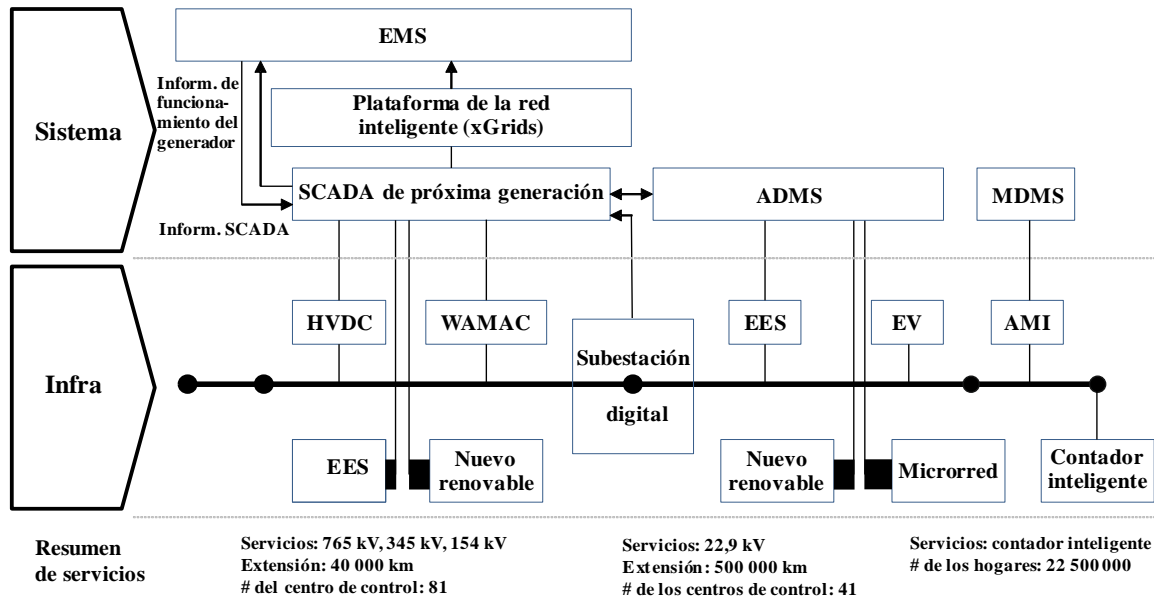 EMS
Inform. de
funciona-
miento del
generador
Plataforma de la red
inteligente (xGrids)
Sistema
SCADA de próxima generación
ADMS
MDMS
Inform. SCADA
HVDC
WAMAC
EES
EV
AMI
Subestación
digital
Infra
EES
Nuevo
renovable
Nuevo
renovable
Microrred
Contador
inteligente
Resumen
de servicios
Servicios: 765 kV, 345 kV, 154 kV
Extensión: 40 000 km
# del centro de control: 81
Servicios: 22,9 kV
Extensión: 500 000 km
# de los centros de control: 41
Servicios: contador inteligente
# de los hogares: 22 500 000